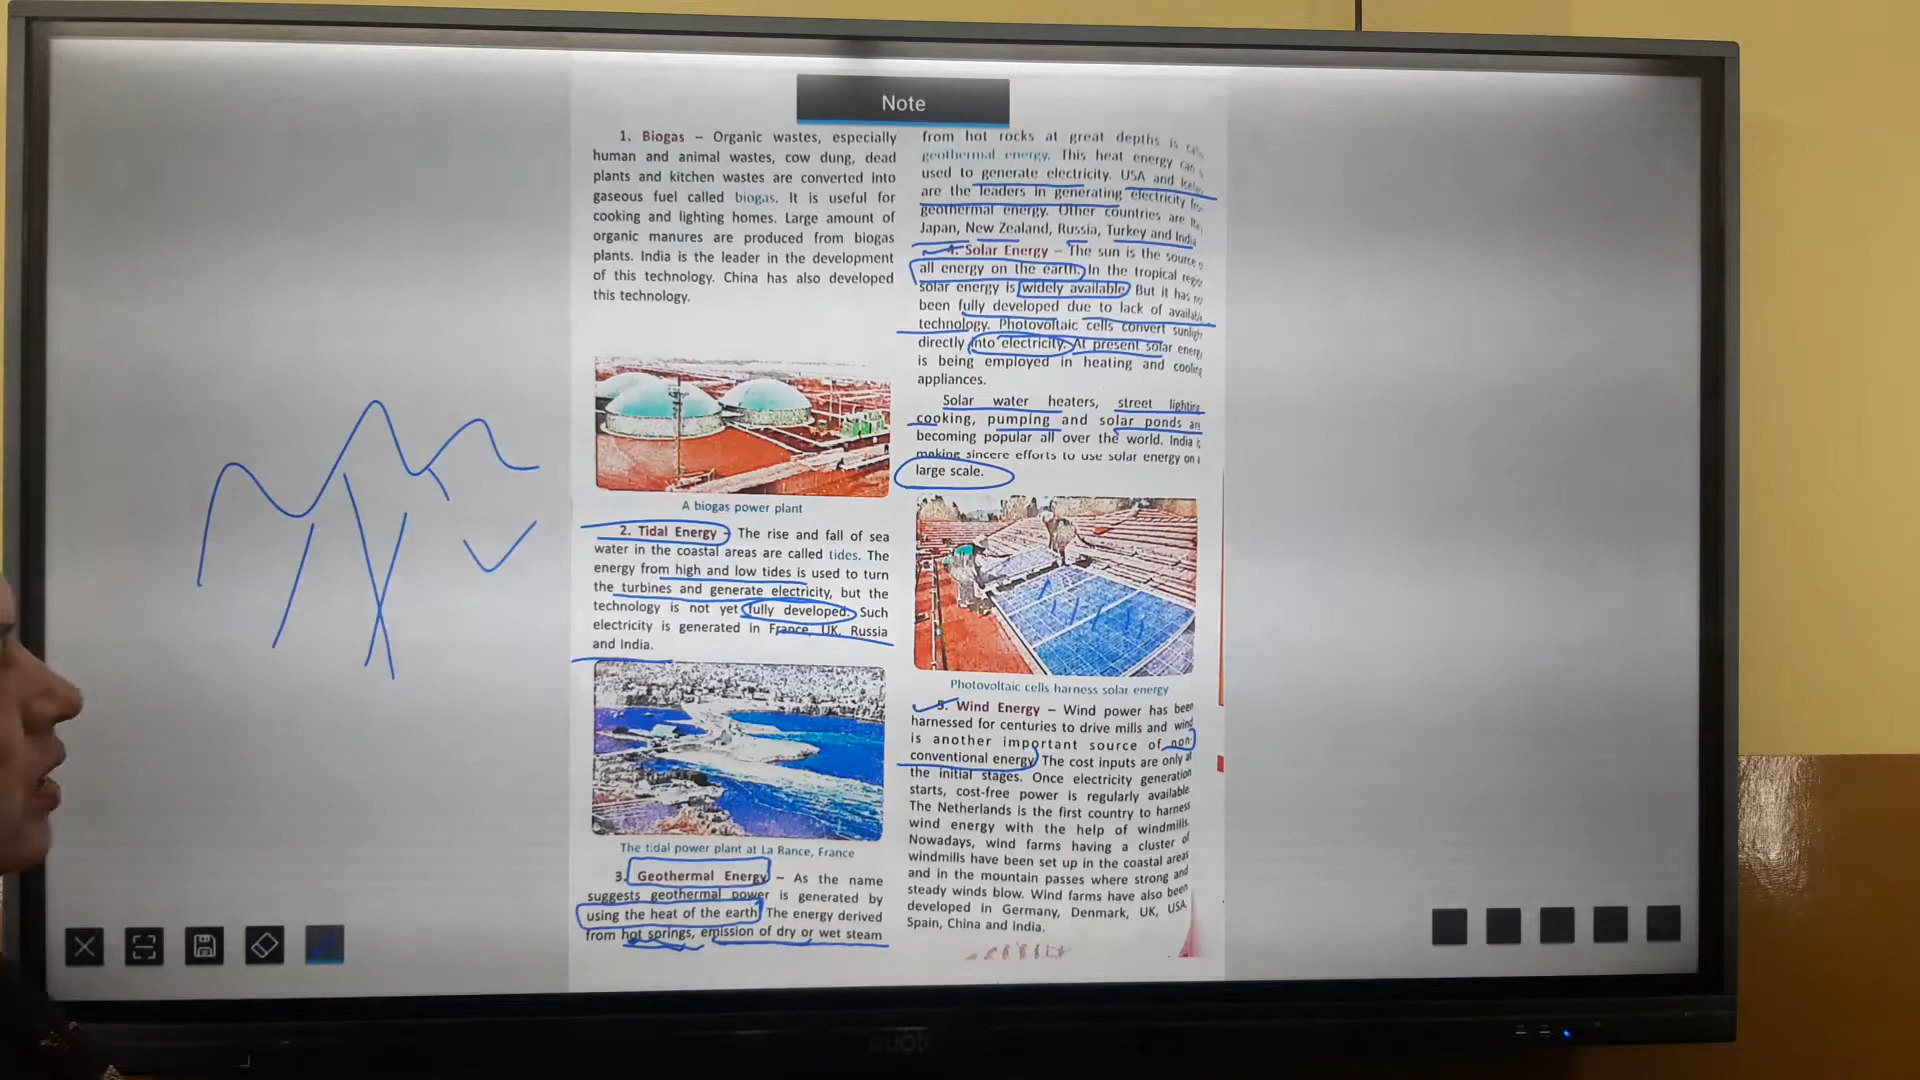 Note
1. Biogas – Organic wastes, especially
human and animal wastes, cow dung, dead
plants and kitchen wastes are converted into
gaseous fuel called biogas. It is useful for
cooking and lighting homes. Large amount of
organic manures are produced from biogas
plants. India is the leader in the development
of this technology. China has also developed
this technology.
A biogas power plant
2. Tidal Energy – The rise and fall of sea
water in the coastal areas are called tides. The
energy from high and low tides is used to turn
the turbines and generate electricity, but the
technology is not yet fully developed. Such
electricity is generated in France, UK, Russia
and India.
The tidal power plant at La Rance, France
3. Geothermal Energy – As the name
suggests geothermal power is generated by
using the heat of the earth. The energy derived
from hot springs, emission of dry or wet steam
from hot rocks at great depths is
geothermal energy. This heat energy can
used to generate electricity. USA and
are the leaders in generating electricity
geothermal energy. Other countries are
Japan, New Zealand, Russia, Turkey and India
4. Solar Energy – The sun is the source
all energy on the earth. In the tropical
solar energy is widely available. But it has
been fully developed due to lack of
technology. Photovoltaic cells convert
directly into electricity. At present solar energy
is being employed in heating and cooling
appliances.
Solar water heaters, street lighting
cooking, pumping and solar ponds are
becoming popular all over the world. India
making sincere efforts to use solar energy on
large scale.
Photovoltaic cells harness solar energy
5. Wind Energy – Wind power has been
harnessed for centuries to drive mills and wind
is another important source of non-
conventional energy. The cost inputs are only at
the initial stages. Once electricity generation
starts, cost-free power is regularly available.
The Netherlands is the first country to harness
wind energy with the help of windmills.
Nowadays, wind farms having a cluster of
windmills have been set up in the coastal areas
and in the mountain passes where strong and
steady winds blow. Wind farms have also been
developed in Germany, Denmark, UK, USA,
Spain, China and India.